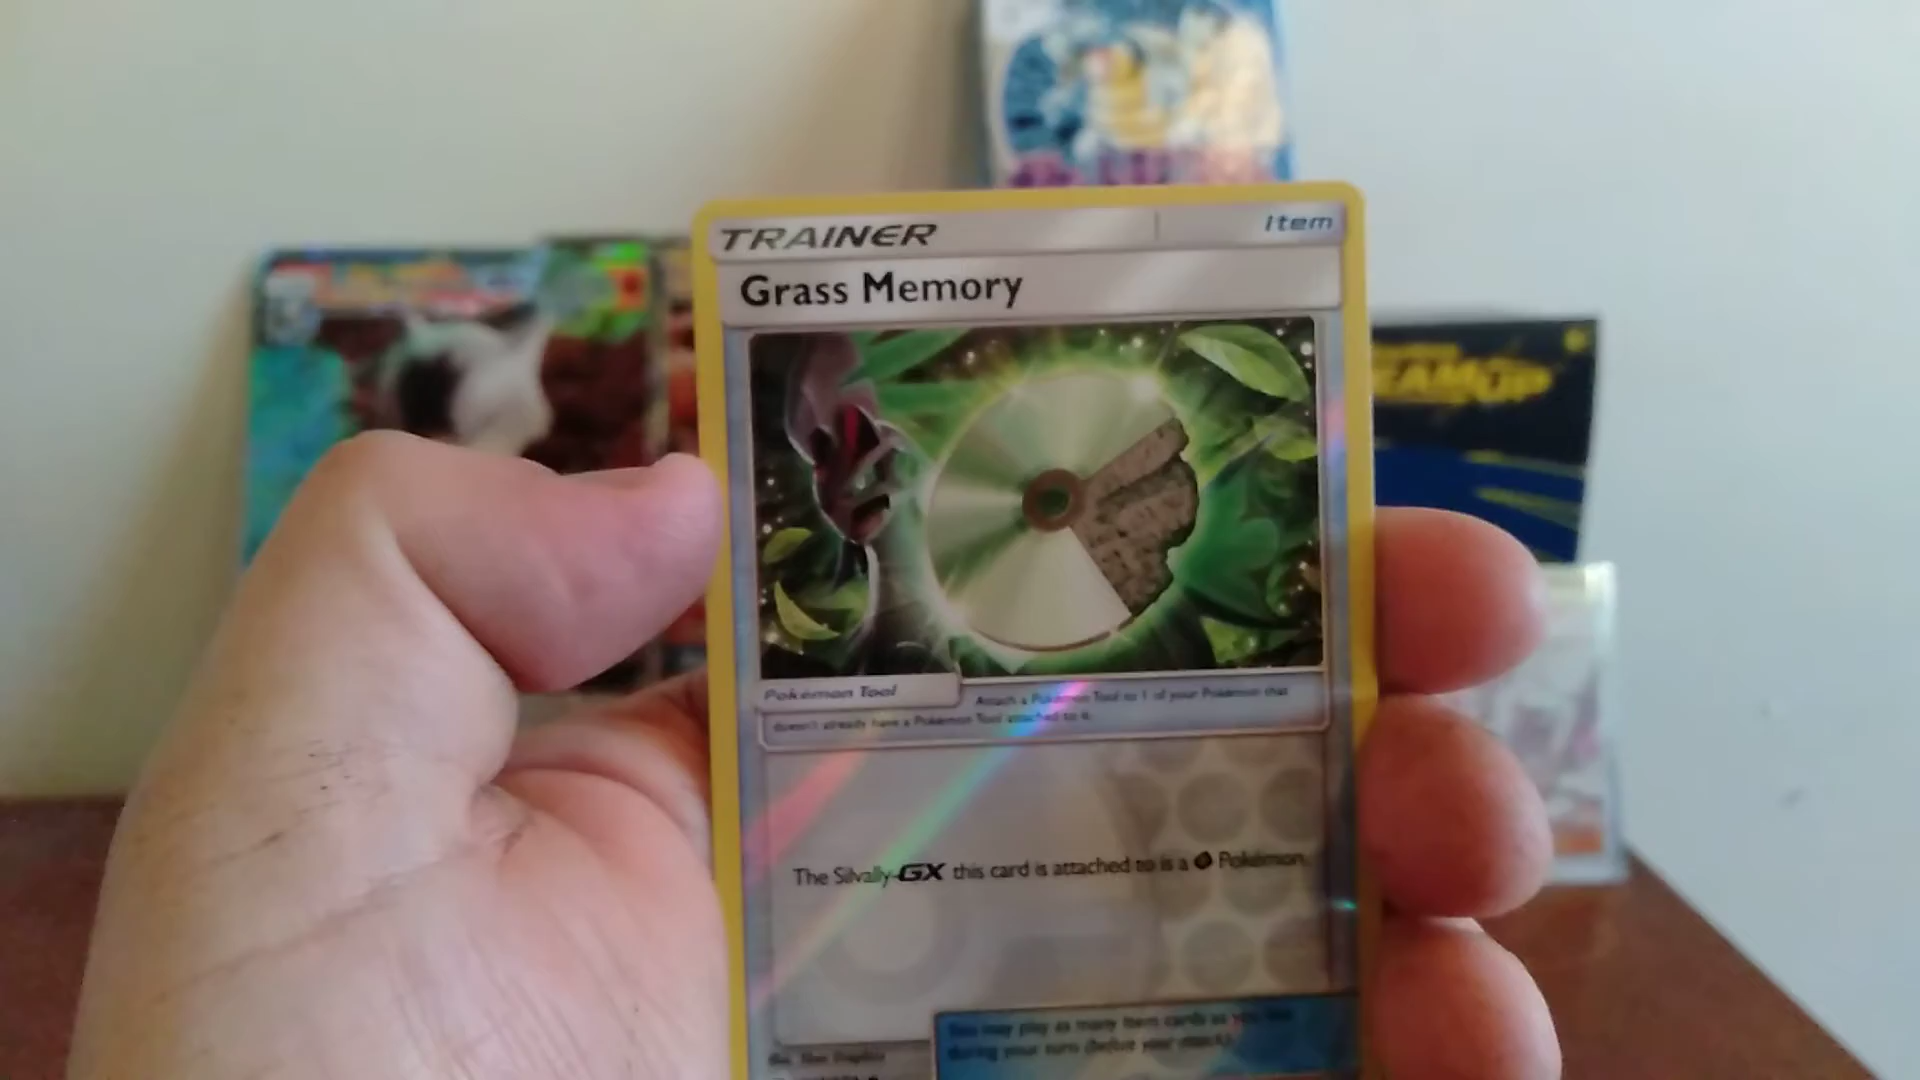 TRAINER
Item
Grass Memory
Pokémon Tool
Attach a Pokémon Tool to 1 of your Pokémon that
doesn't already have a Pokémon Tool attached to it.
The Silvally-GX this card is attached to is a Pokémon.
You may play as many Item cards as you like
during your turn (before your attack).
EAM UP